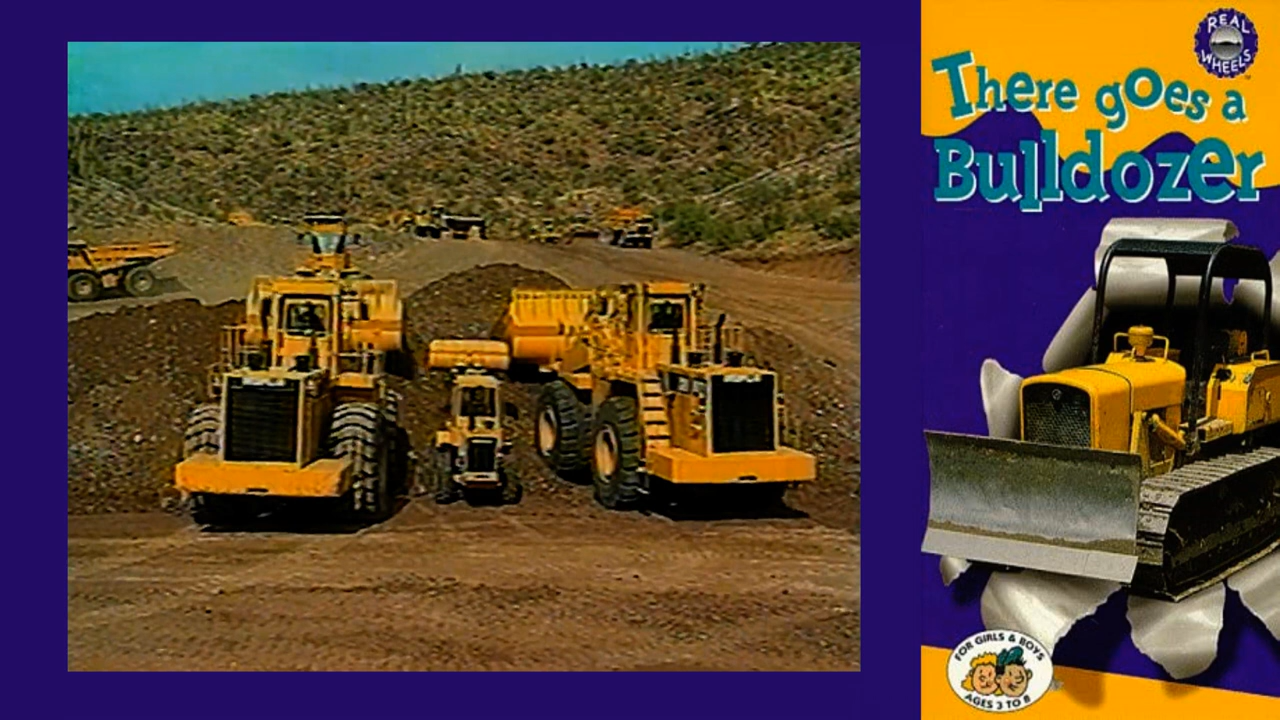 REAL
WHEELS
There goes a
Bulldozer
FOR GIRLS & BOYS
AGES 3 TO 8